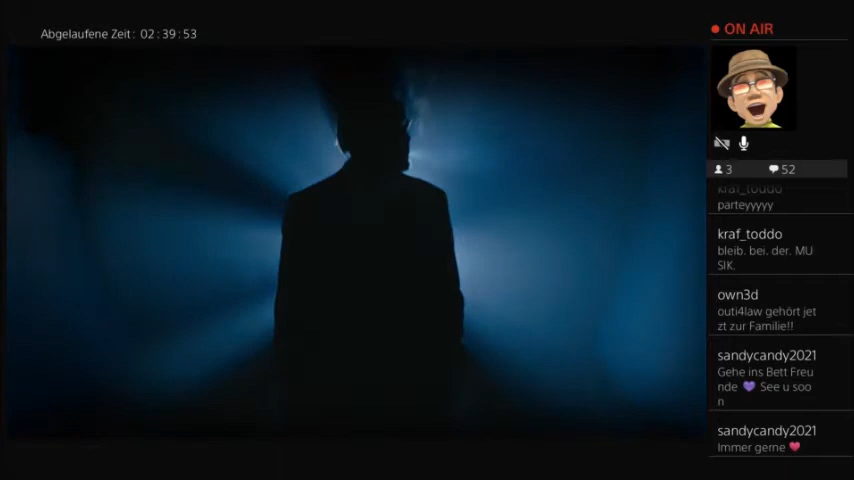 Abgelaufene Zeit: 02:39:53
ON AIR
3
52
kraf_toddo
parteyyyyy
kraf_toddo
bleib. bei. der. MU
SIK.
own3d
outi4law gehört jet
zt zur Familie!!
sandycandy2021
Gehe ins Bett Freu
nde 💜 See u soo
n
sandycandy2021
Immer gerne 💗